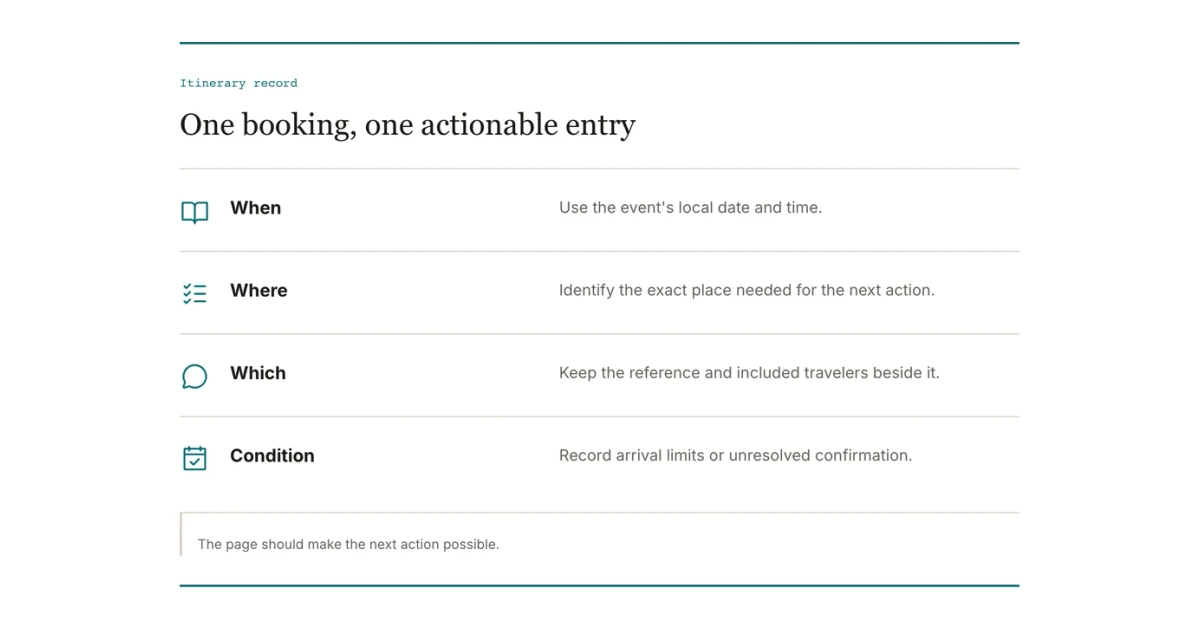 Itinerary record
One booking, one actionable entry
When
Use the event's local date and time.
Where
Identify the exact place needed for the next action.
Which
Keep the reference and included travelers beside it.
Condition
Record arrival limits or unresolved confirmation.
The page should make the next action possible.